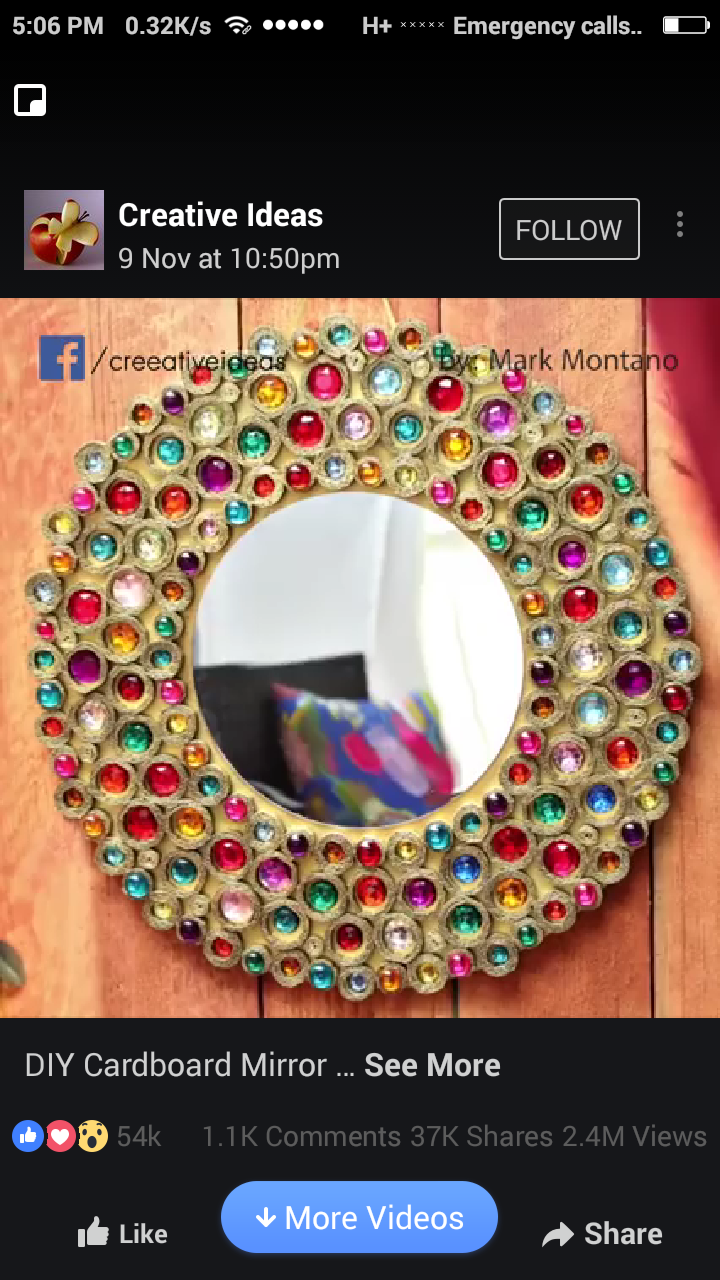 5:06 PM 0.32K/s H+ Emergency calls..
Creative Ideas
FOLLOW
9 Nov at 10:50pm
f /creeativeideas by: Mark Montano
DIY Cardboard Mirror ... See More
54k 1.1K Comments 37K Shares 2.4M Views
Like More Videos Share